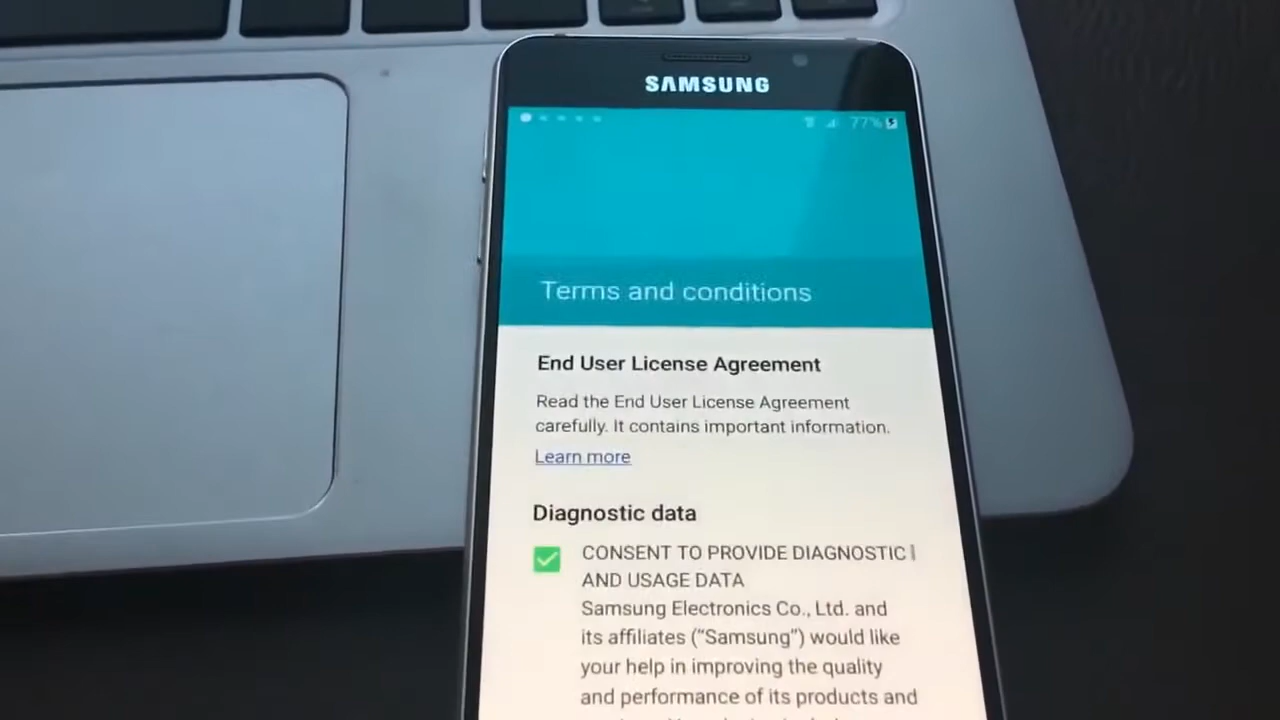 SAMSUNG
77%
Terms and conditions
End User License Agreement
Read the End User License Agreement
carefully. It contains important information.
Learn more
Diagnostic data
CONSENT TO PROVIDE DIAGNOSTIC
AND USAGE DATA
Samsung Electronics Co., Ltd. and
its affiliates (“Samsung”) would like
your help in improving the quality
and performance of its products and